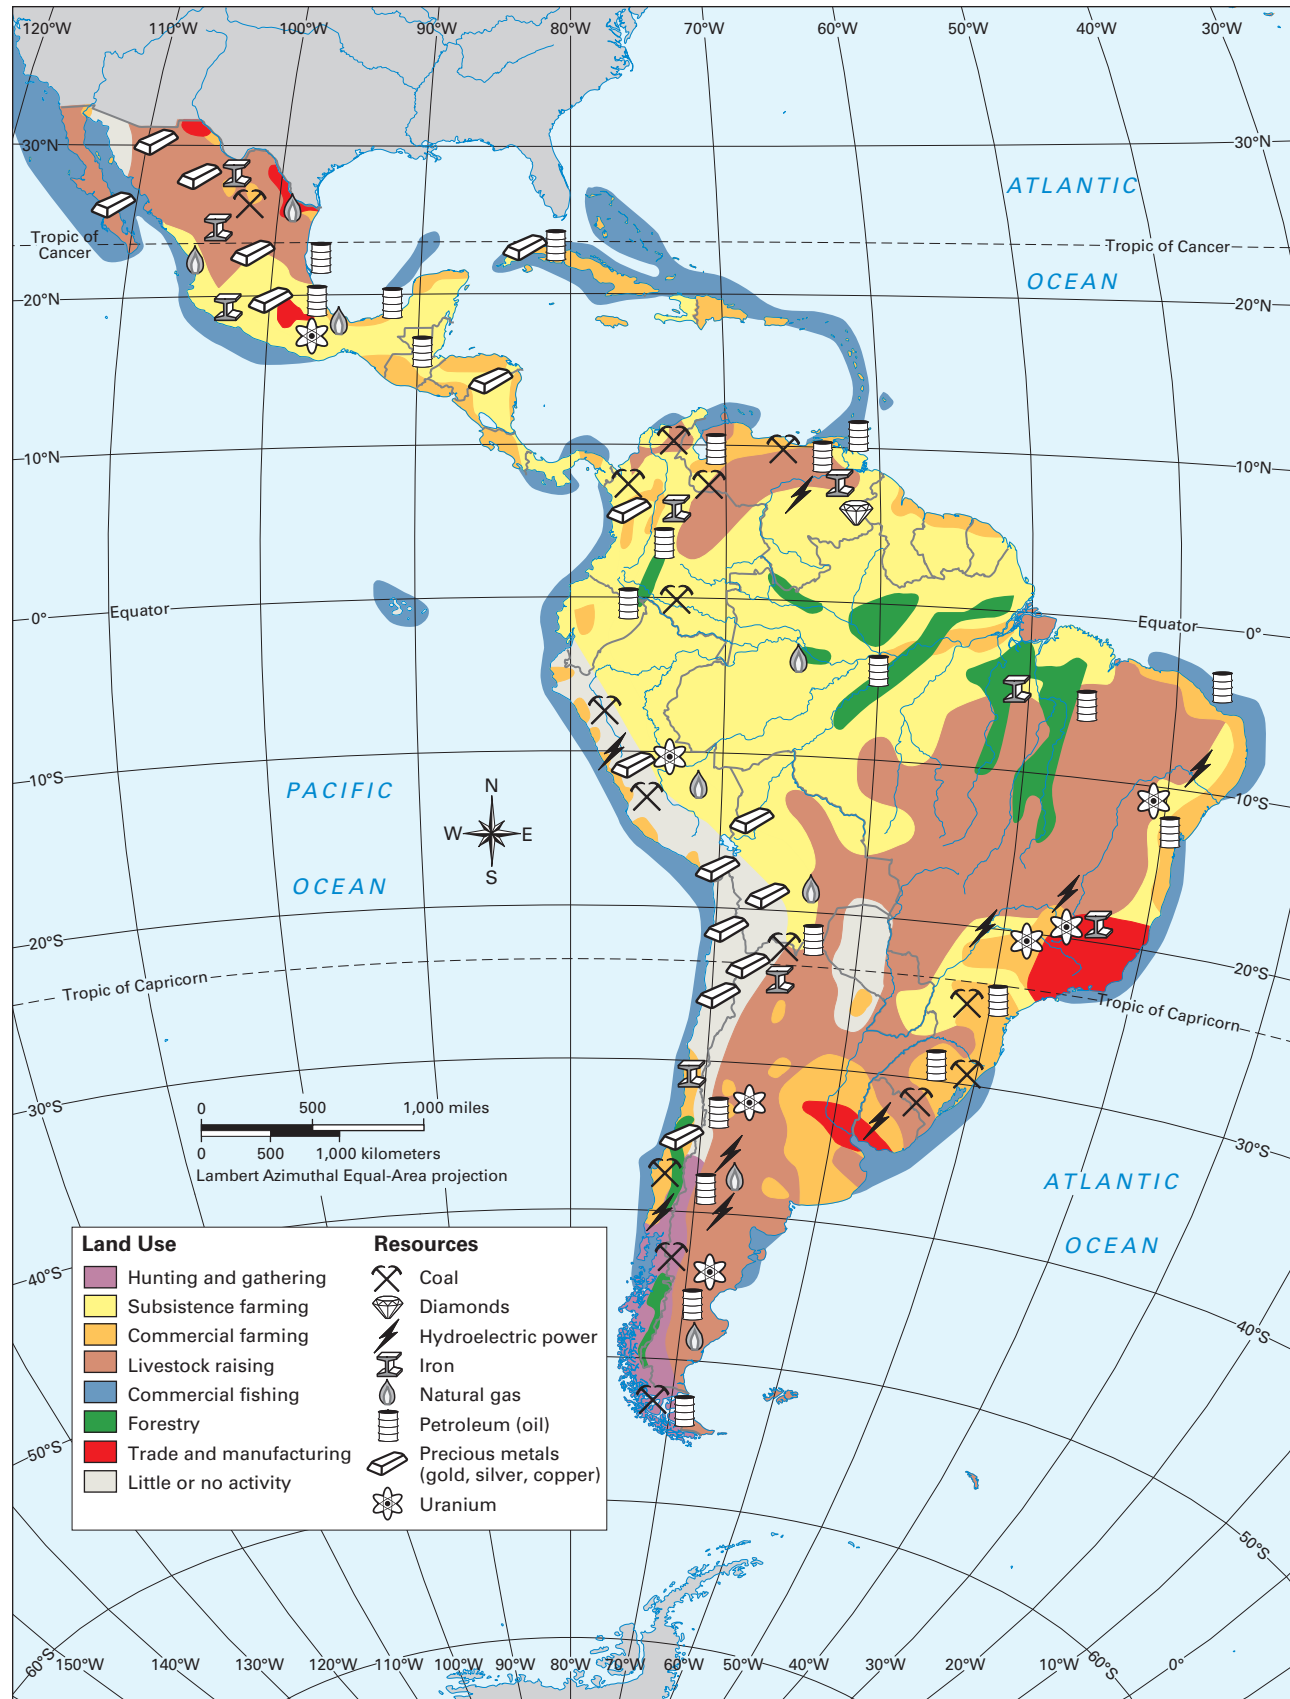 120°W 110°W 100°W 90°W 80°W 70°W 60°W 50°W 40°W 30°W
30°N
30°N
ATLANTIC
OCEAN
Tropic of
Cancer
Tropic of Cancer
20°N
20°N
10°N
10°N
Equator
0°
Equator
0°
PACIFIC
OCEAN
N
W E
S
10°S
10°S
20°S
20°S
Tropic of Capricorn
Tropic of Capricorn
30°S
30°S
0 500 1,000 miles
0 500 1,000 kilometers
Lambert Azimuthal Equal-Area projection
ATLANTIC
OCEAN
Land Use
Hunting and gathering
Subsistence farming
Commercial farming
Livestock raising
Commercial fishing
Forestry
Trade and manufacturing
Little or no activity
Resources
Coal
Diamonds
Hydroelectric power
Iron
Natural gas
Petroleum (oil)
Precious metals
(gold, silver, copper)
Uranium
40°S
40°S
50°S
50°S
60°S
60°S
150°W 140°W 130°W 120°W 110°W 100°W 90°W 80°W 70°W 60°W 50°W 40°W 30°W 20°W 10°W 0°